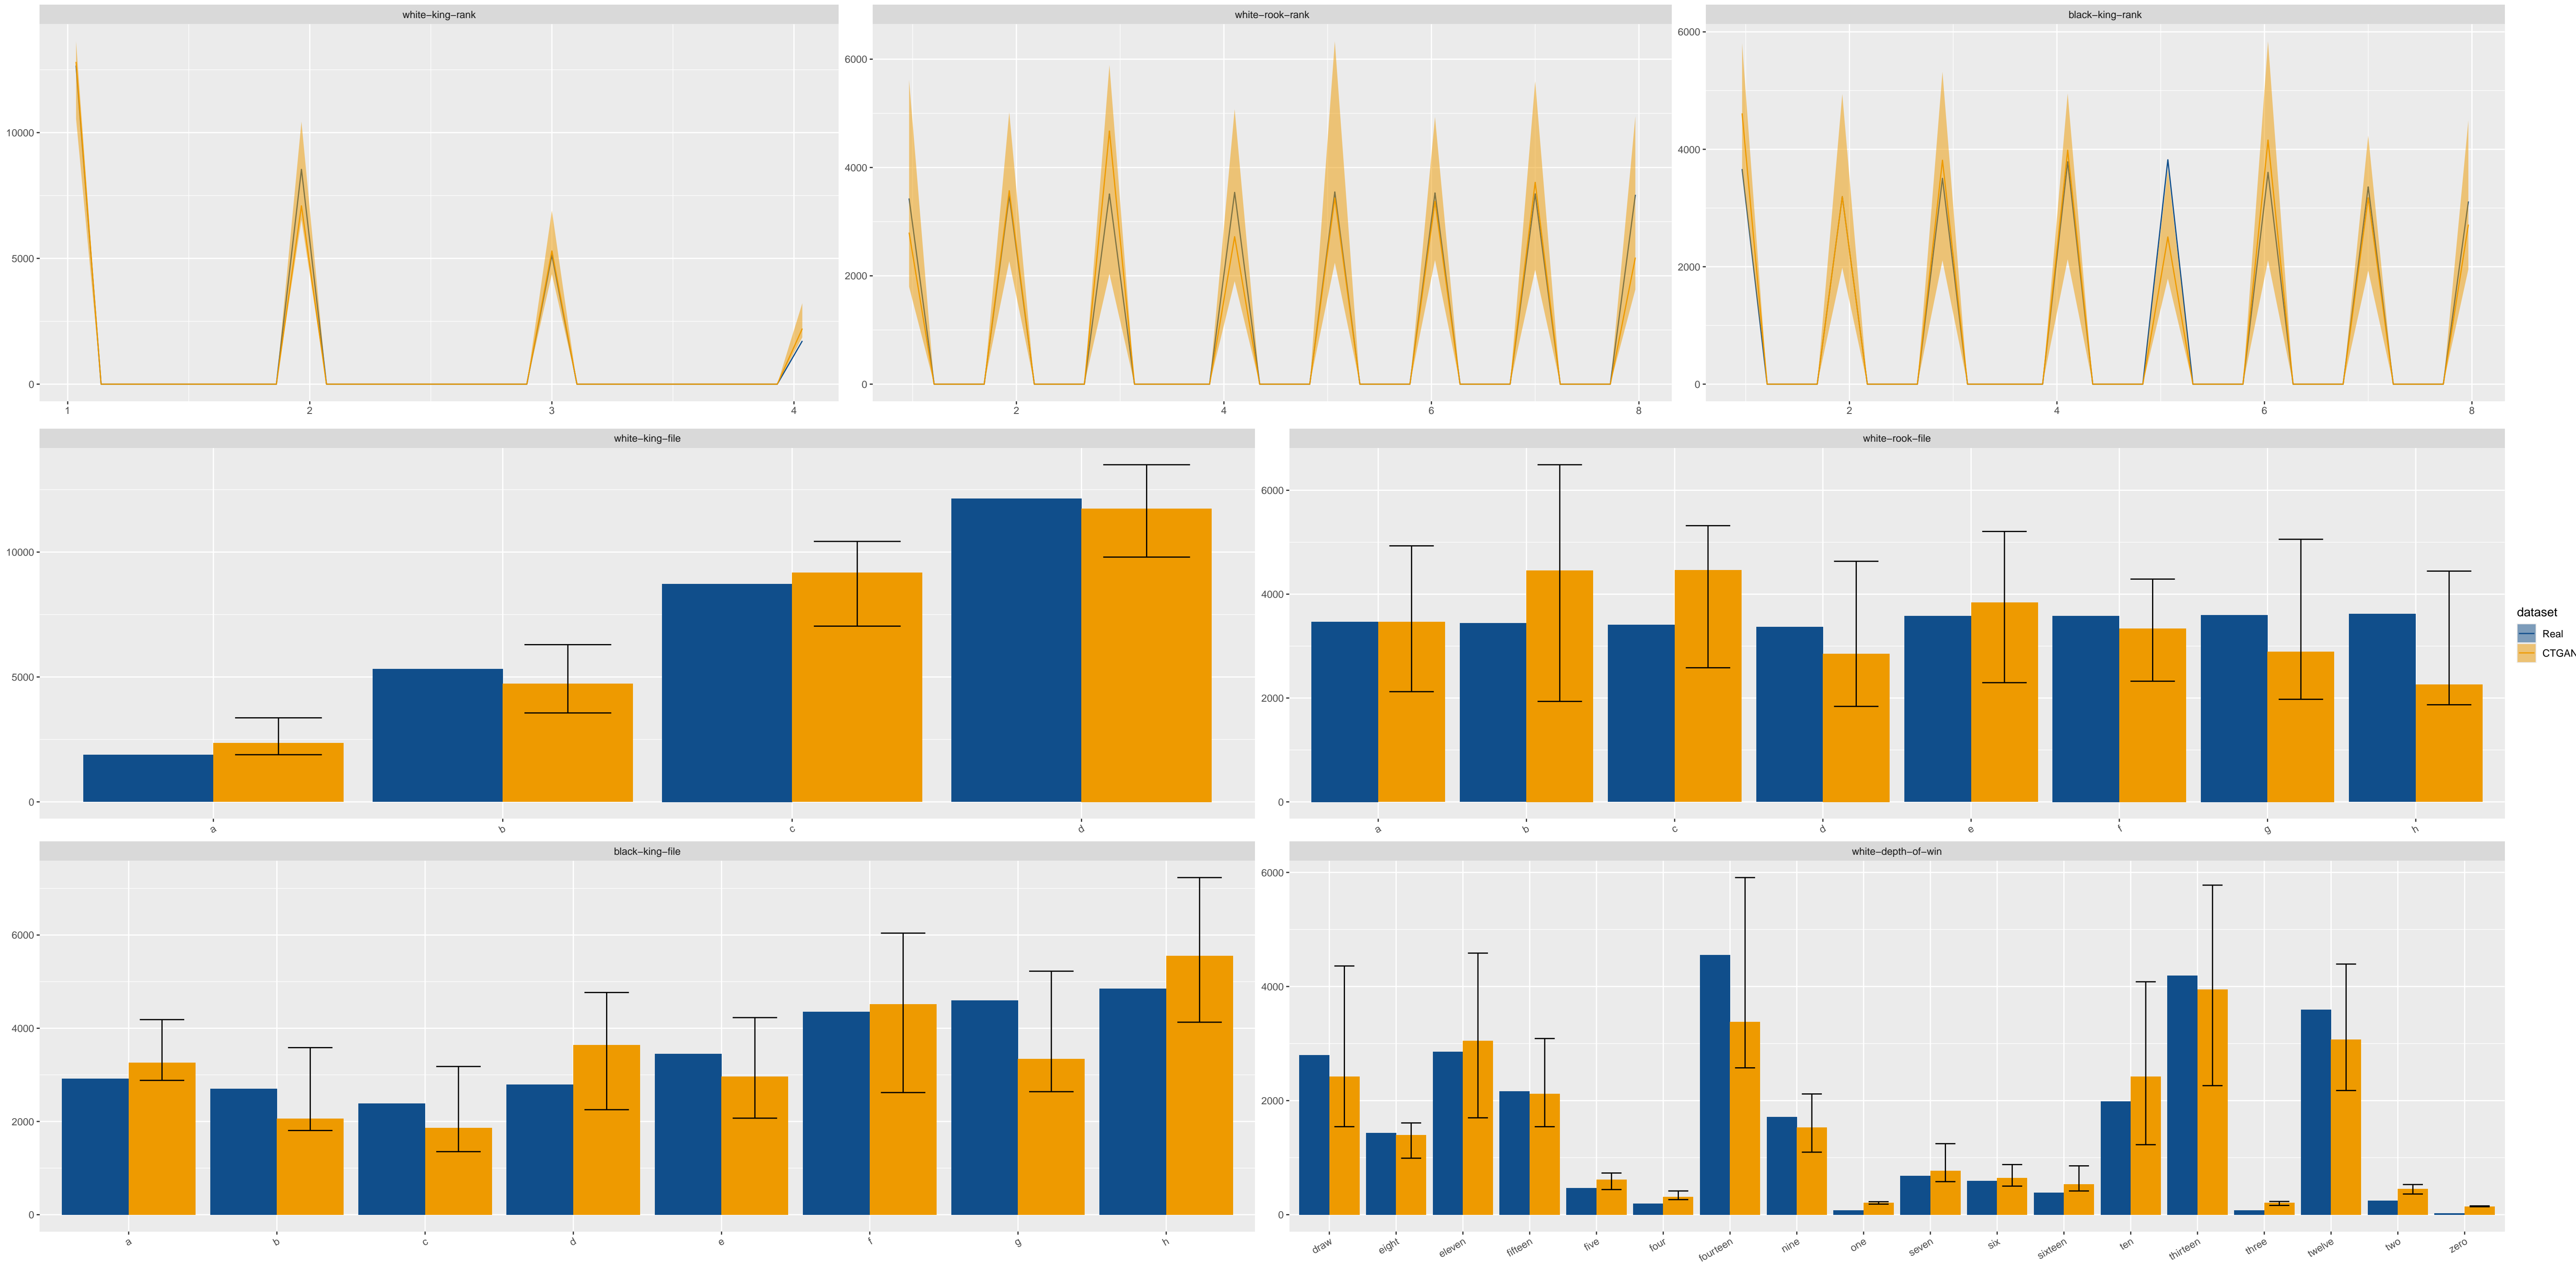 white−king−rank
white−rook−rank
black−king−rank
10000
5000
0
1 2 3 4
6000
4000
2000
0
2 4 6 8
6000
4000
2000
0
2 4 6 8
white−king−file
white−rook−file
10000
5000
0
a b c d
6000
4000
2000
0
a b c d e f g h
dataset
Real
CTGAN
black−king−file
white−depth−of−win
6000
4000
2000
0
a b c d e f g h
6000
4000
2000
0
draw eight eleven fifteen five four fourteen nine one seven six sixteen ten thirteen three twelve two zero